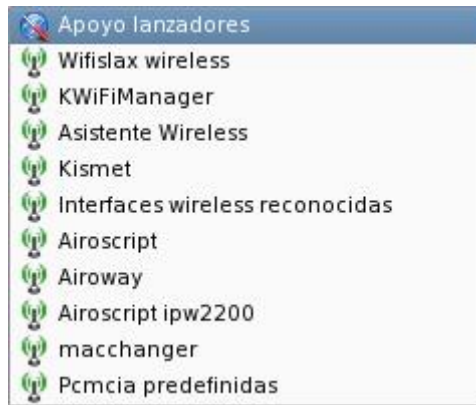 Apoyo lanzadores
Wifislax wireless
KWiFiManager
Asistente Wireless
Kismet
Interfaces wireless reconocidas
Airoscript
Airoway
Airoscript ipw2200
macchanger
Pcmcia predefinidas